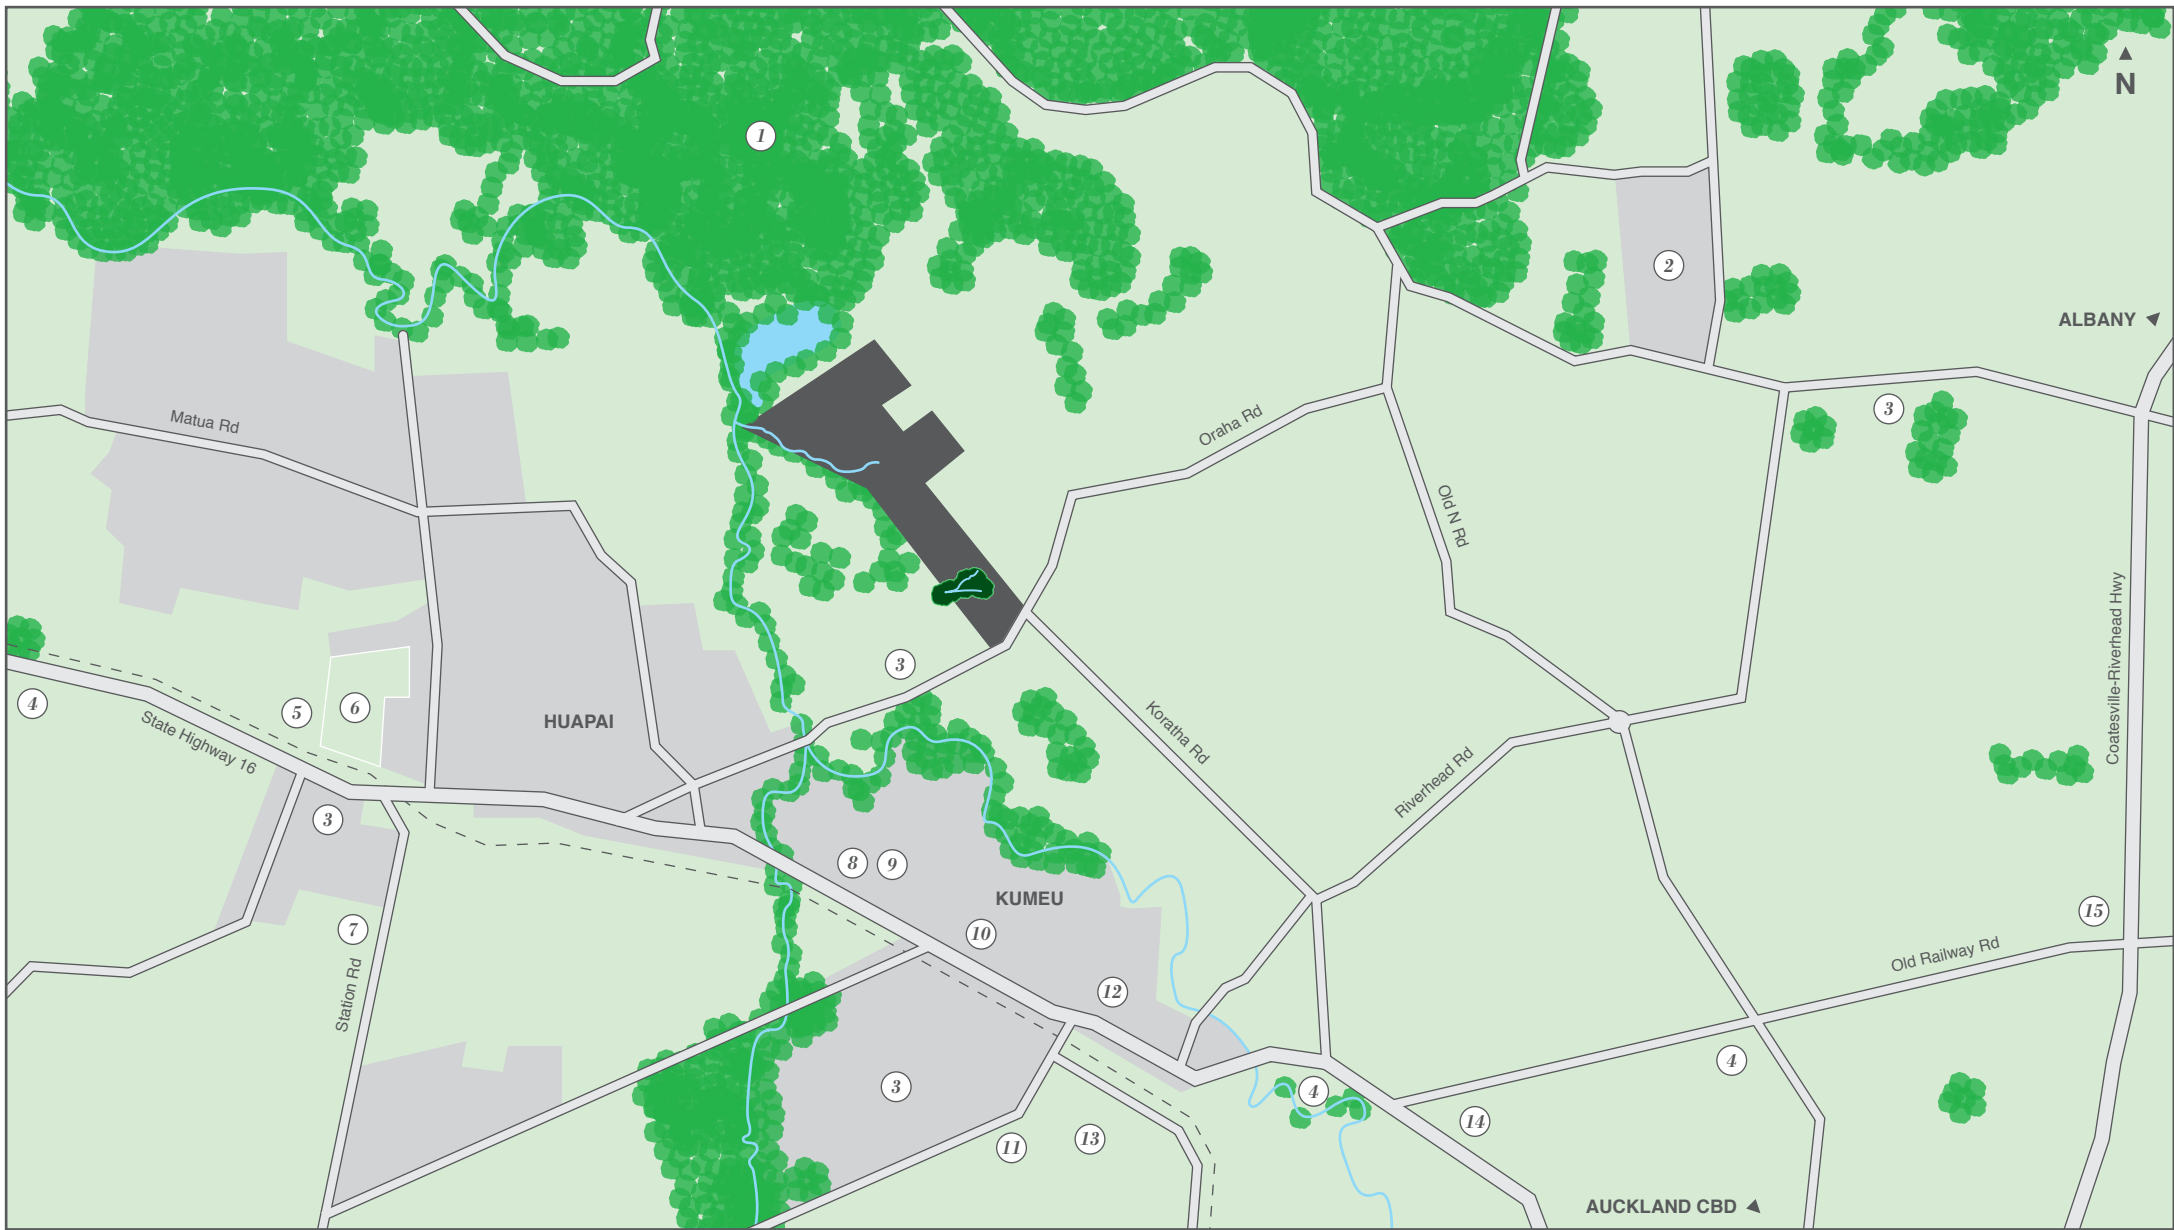 1
N
2
ALBANY
3
Matua Rd
Oraha Rd
Old N Rd
Coatesville-Riverhead Hwy
3
4
5
6
HUAPAI
State Highway 16
Koratha Rd
Riverhead Rd
3
8
9
KUMEU
7
10
15
Old Railway Rd
Station Rd
12
3
4
4
11
13
14
AUCKLAND CBD